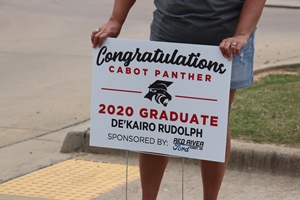 Congratulations
CABOT PANTHER
2020 GRADUATE
DE'KAIRO RUDOLPH
SPONSORED BY: RED RIVER
Ford